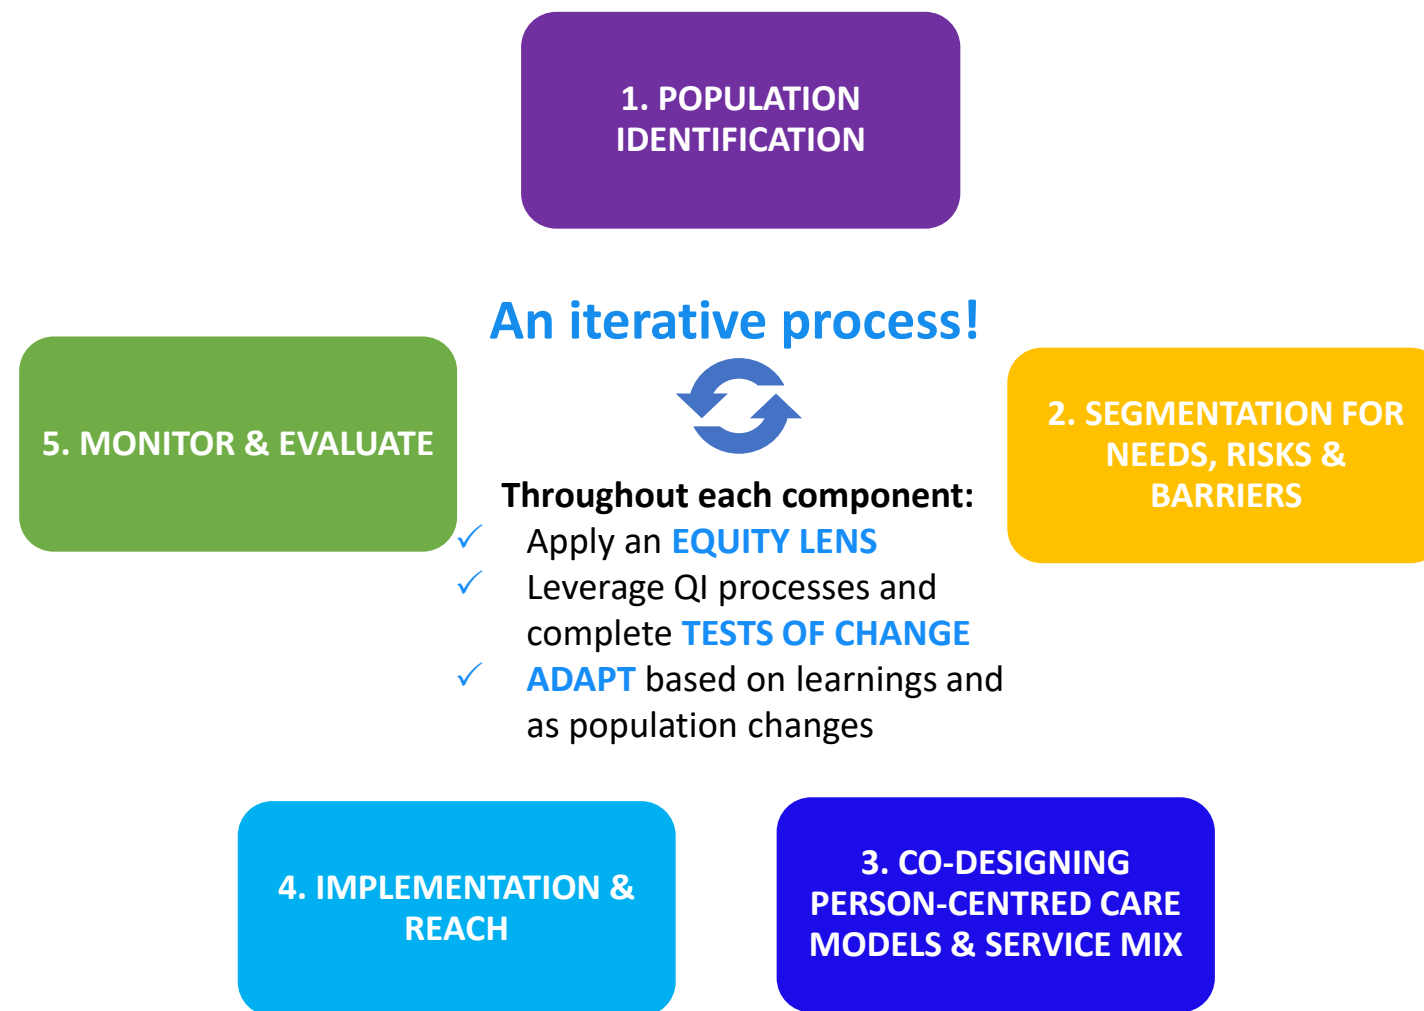 1. POPULATION
IDENTIFICATION
An iterative process!
2. SEGMENTATION FOR
NEEDS, RISKS &
BARRIERS
5. MONITOR & EVALUATE
Throughout each component:
✓ Apply an EQUITY LENS
✓ Leverage QI processes and
complete TESTS OF CHANGE
✓ ADAPT based on learnings and
as population changes
3. CO-DESIGNING
PERSON-CENTRED CARE
MODELS & SERVICE MIX
4. IMPLEMENTATION &
REACH